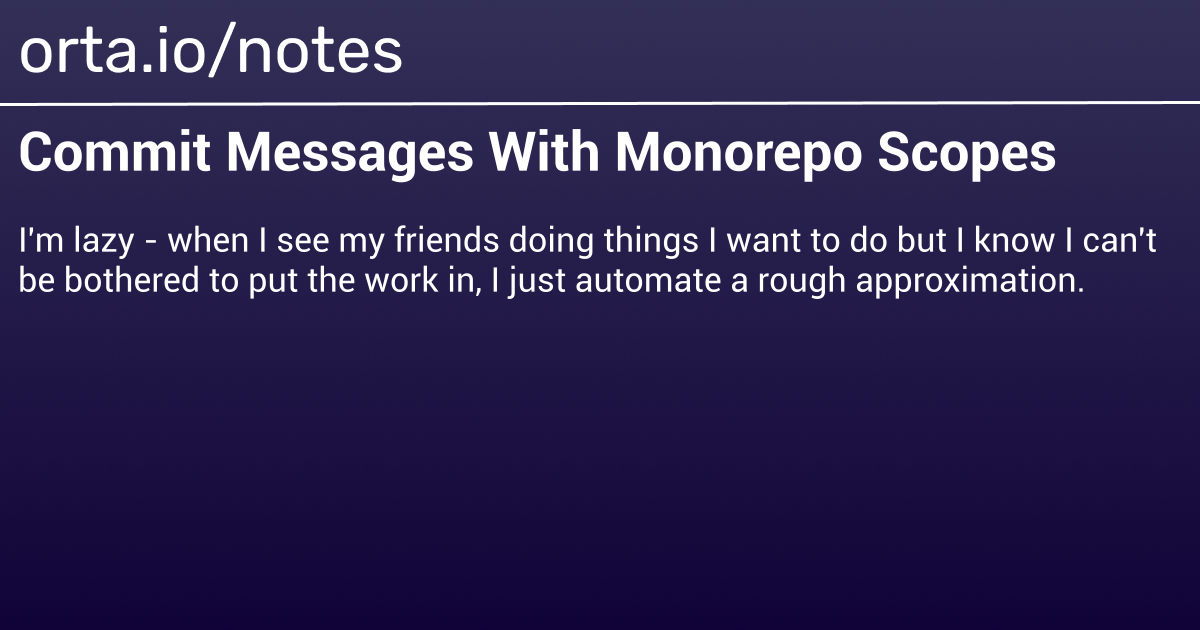 orta.io/notes
Commit Messages With Monorepo Scopes
I'm lazy - when I see my friends doing things I want to do but I know I can't
be bothered to put the work in, I just automate a rough approximation.